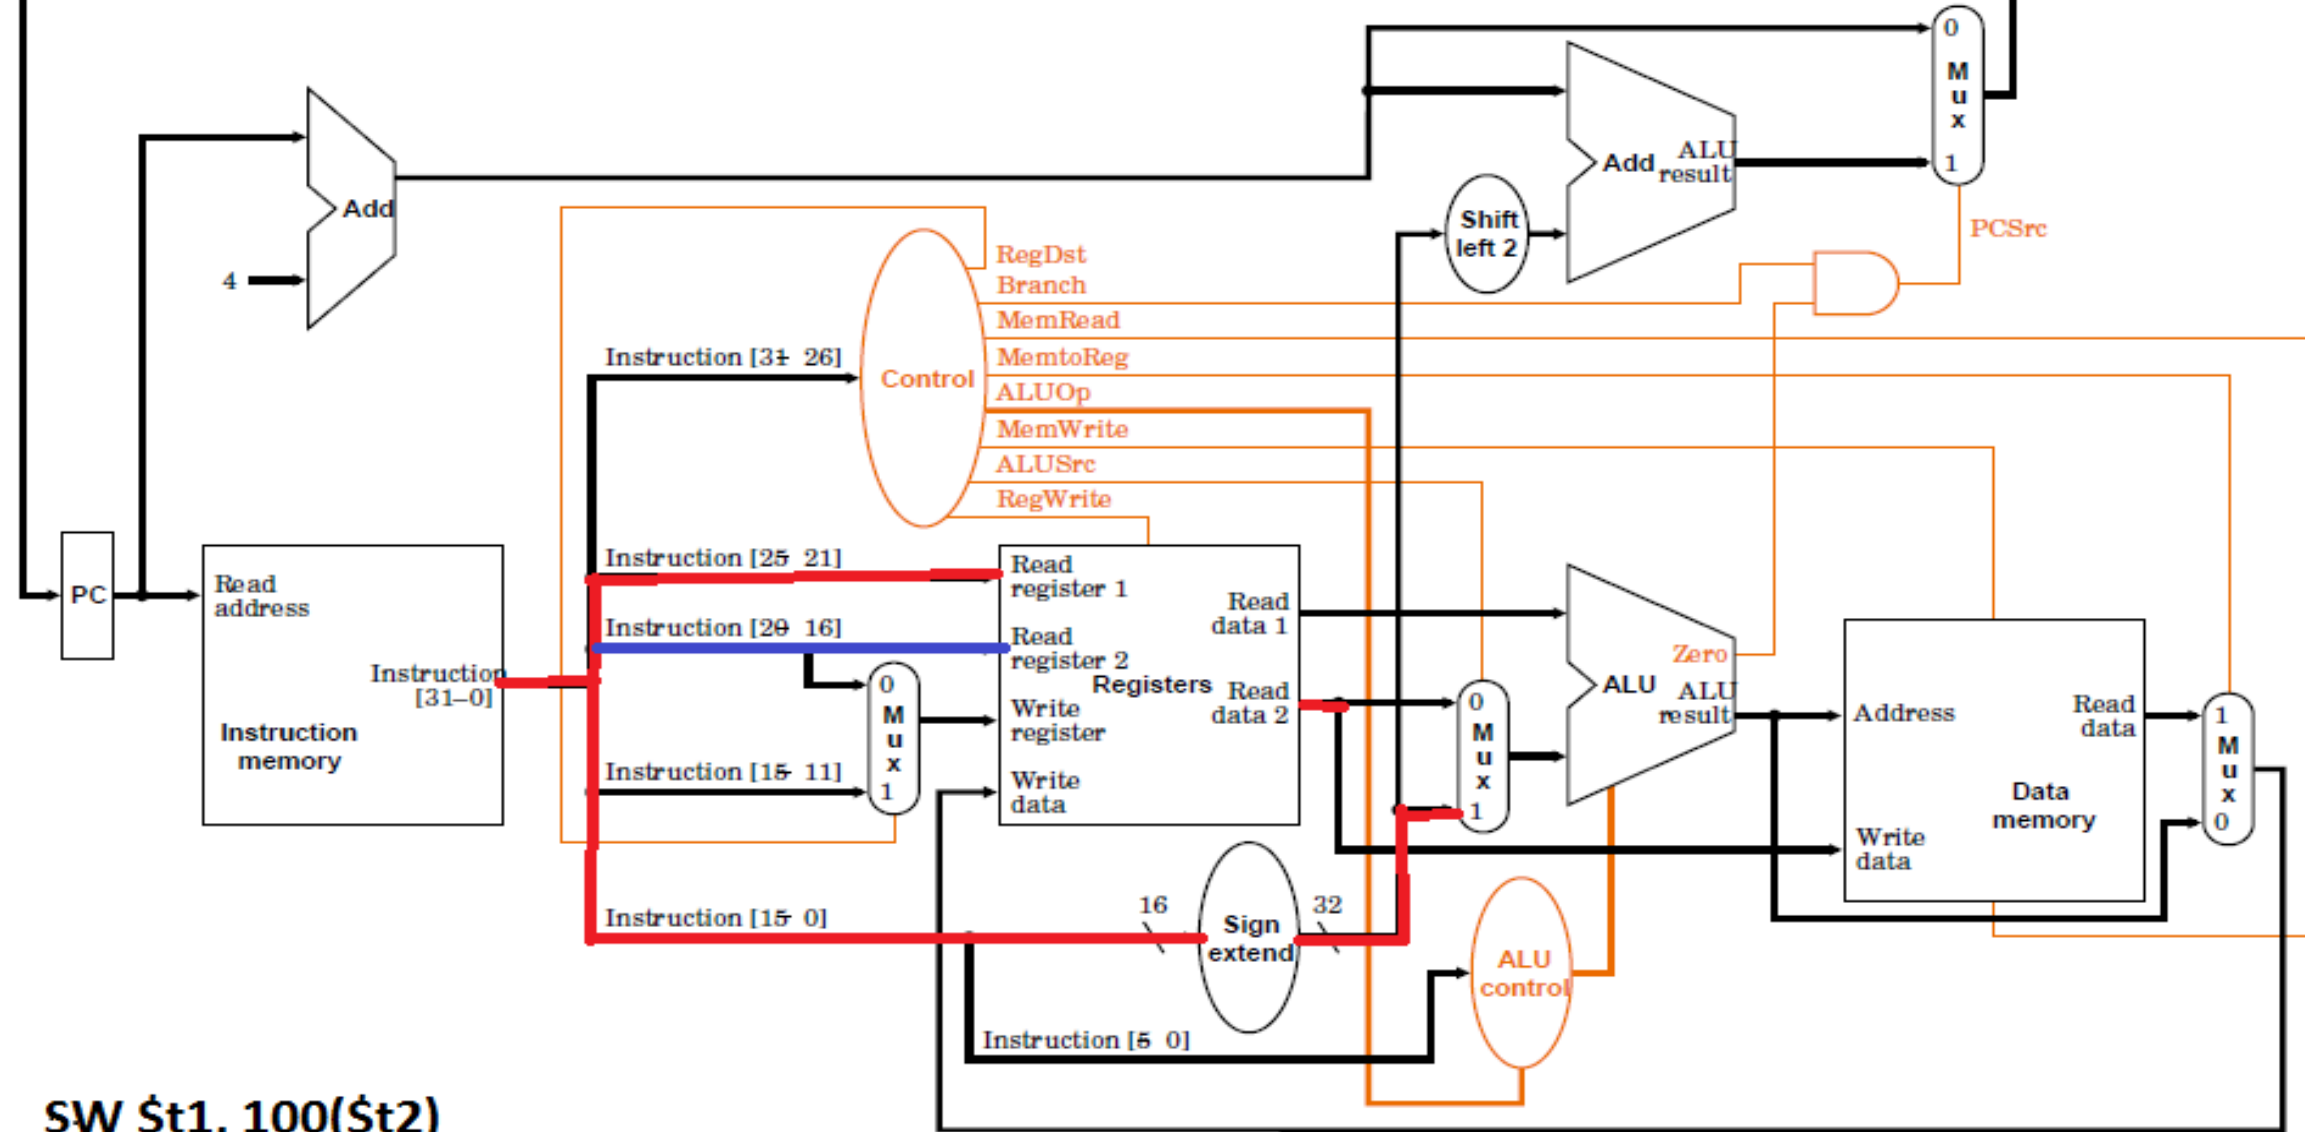 0
M
u
x
1
Add
ALU
result
Add
Shift
left 2
PCSrc
4
RegDst
Branch
MemRead
MemtoReg
ALUOp
MemWrite
ALUSrc
RegWrite
Control
Instruction [31 26]
Instruction [25 21]
Instruction [20 16]
Instruction [15 11]
Instruction [15 0]
Instruction [5 0]
PC
Read
address
Instruction
[31–0]
Instruction
memory
0
M
u
x
1
Read
register 1
Read
register 2
Write
register
Write
data
Registers
Read
data 1
Read
data 2
16
Sign
extend
32
0
M
u
x
1
Zero
ALU
ALU
result
ALU
control
Address
Write
data
Read
data
Data
memory
1
M
u
x
0
SW $t1, 100($t2)